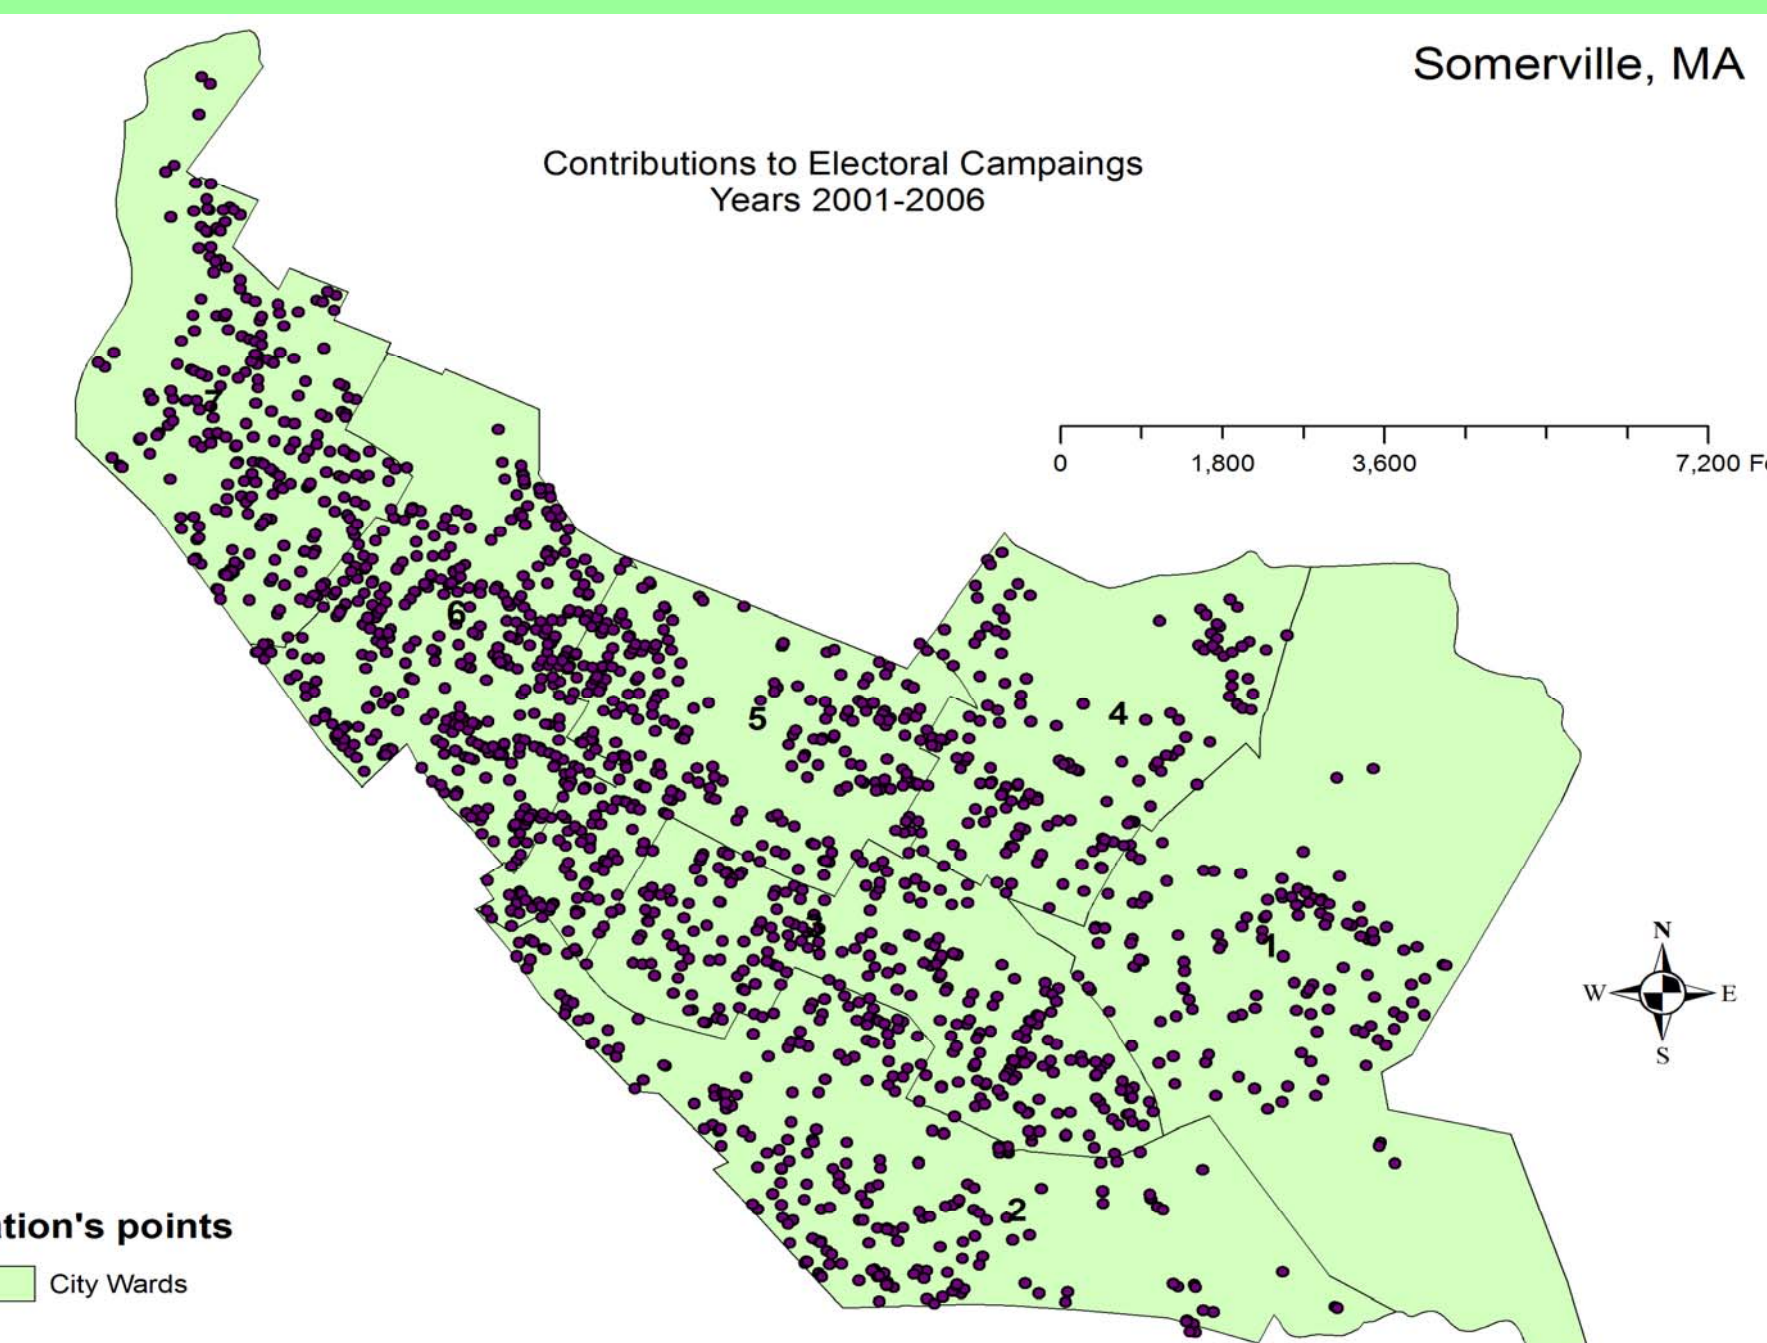 Somerville, MA
Contributions to Electoral Campaings
Years 2001-2006
0 1,800 3,600 7,200
7
6
5
4
3
1
2
N
W E
S
points
City Wards